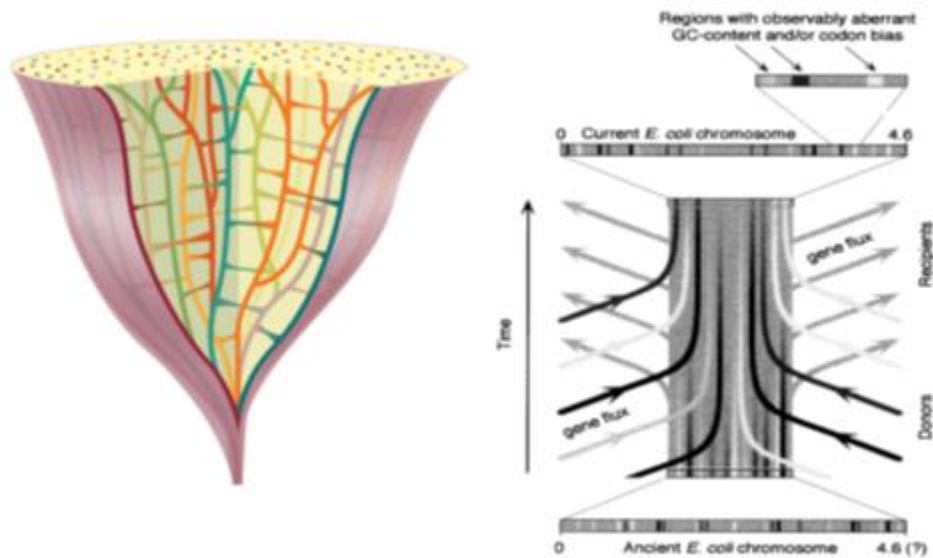 Regions with observably aberrant
GC-content and/or codon bias
0 Current E. coli chromosome 4.6
Time
gene flux
Recipients
gene flux
Donors
0 Ancient E. coli chromosome 4.6 (?)